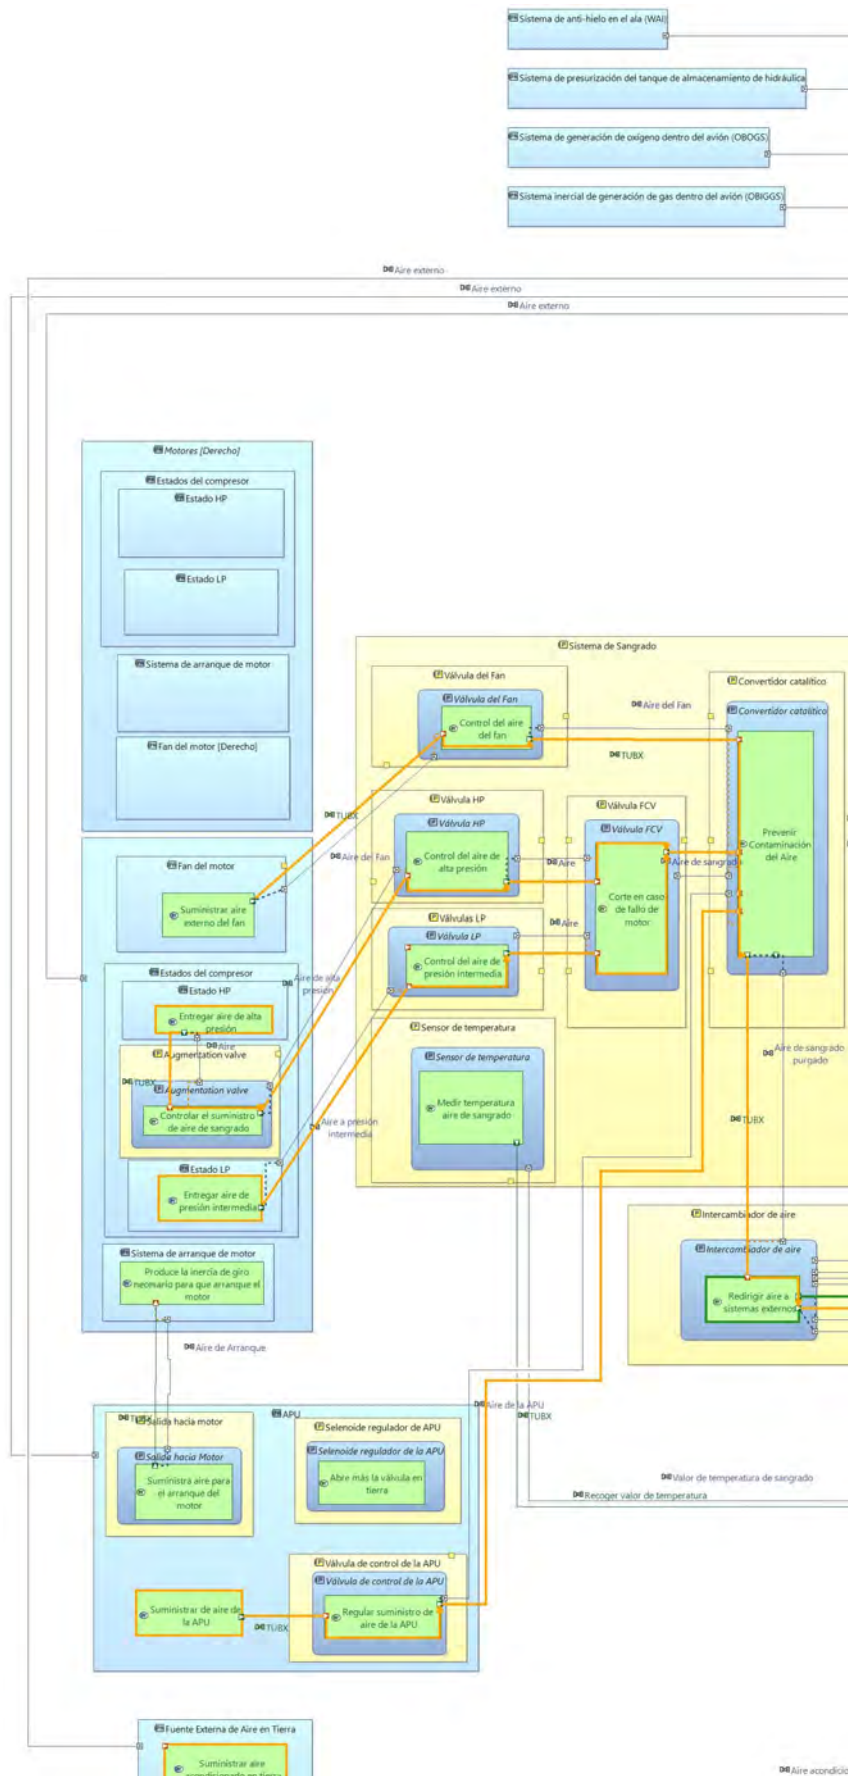 Sistema de anti-hielo en el ala (WAI)
Sistema de presurización del tanque de almacenamiento de hidráulica
Sistema de generación de oxígeno dentro del avión (OBOGS)
Sistema inercial de generación de gas dentro del avión (OBIGGS)
Aire externo
Aire externo
Aire externo
Motores [Derecho]
Estados del compresor
Estado HP
Estado LP
Sistema de arranque de motor
Fan del motor [Derecho]
Sistema de Sangrado
Válvula del Fan
Válvula del Fan
Control del aire
del fan
Aire del Fan
TUBX
Convertidor catalítico
Convertidor catalítico
Prevenir
Contaminación
del Aire
TUBX
Aire del Fan
Válvula HP
Válvula HP
Control del aire de
alta presión
Aire
Válvula FCV
Válvula FCV
Corte en caso
de fallo de
motor
Aire de sangrado
Válvulas LP
Válvula LP
Control del aire de
presión intermedia
Aire
Fan del motor
Suministrar aire
externo del fan
Estados del compresor
Estado HP
Entregar aire de alta
presión
Aire
Aire de alta
presión
Augmentation valve
TUBX
Augmentation valve
Controlar el suministro
de aire de sangrado
Estado LP
Entregar aire de
presión intermedia
Aire a presión
intermedia
Sensor de temperatura
Sensor de temperatura
Medir temperatura
aire de sangrado
Aire de sangrado
purgado
TUBX
Sistema de arranque de motor
Produce la inercia de giro
necesario para que arranque el
motor
Aire de Arranque
Intercambiador de aire
Intercambiador de aire
Redirigir aire a
sistemas externos
APU
TUBX
Salida hacia motor
Salida hacia Motor
Suministra aire para
el arranque del
motor
Selenoide regulador de APU
Selenoide regulador de la APU
Abre más la válvula en
tierra
Aire de la APU
TUBX
Valor de temperatura de sangrado
Recoger valor de temperatura
Válvula de control de la APU
Válvula de control de la APU
Regular suministro de
aire de la APU
Suministrar de aire de
la APU
TUBX
Fuente Externa de Aire en Tierra
Suministrar aire
acondicionado en tierra
Aire acondicio